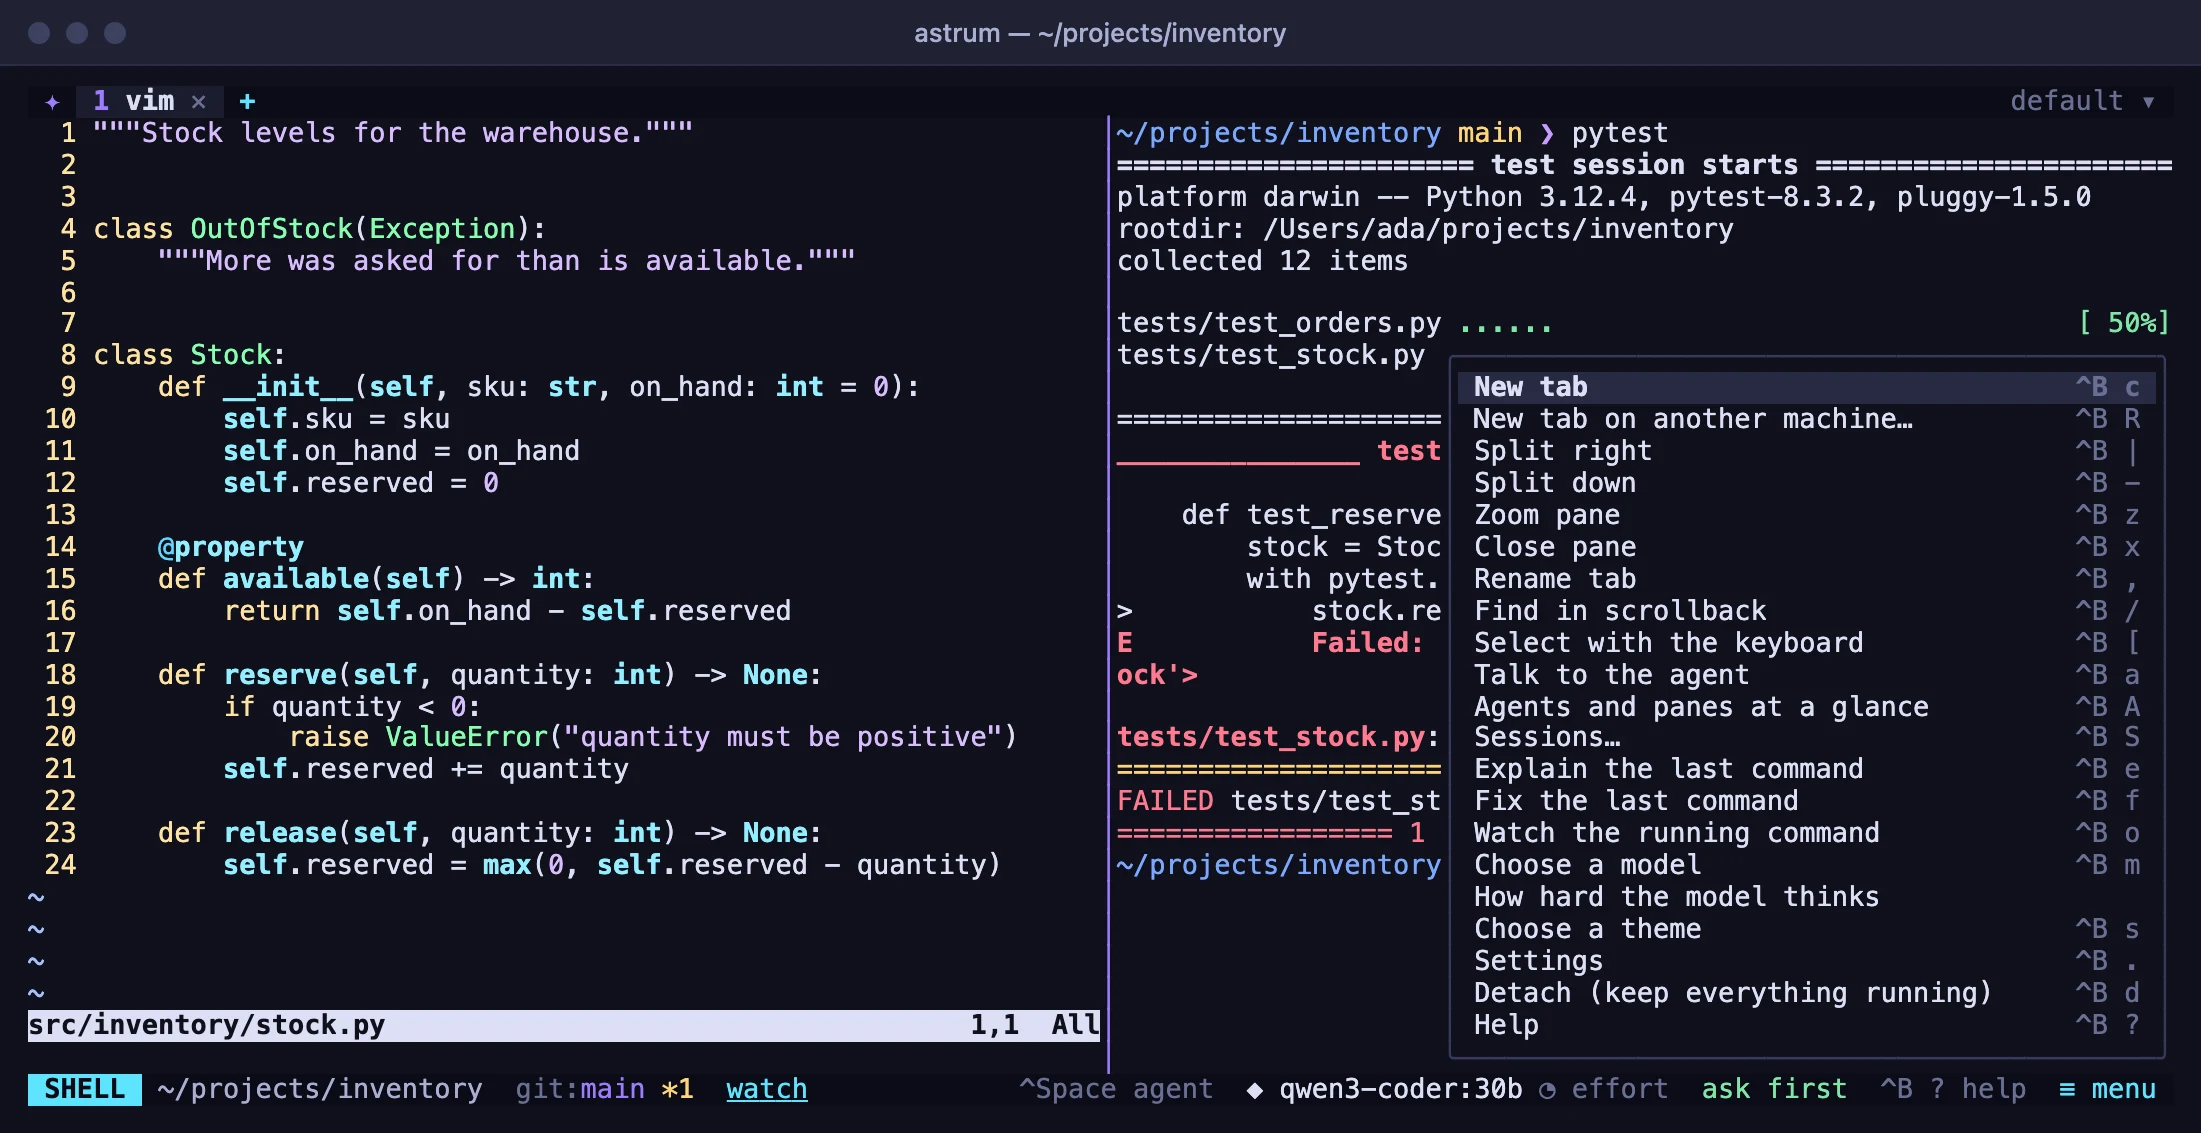 astrum — ~/projects/inventory
✦ 1 vim × +
default ▾
1 """Stock levels for the warehouse."""
2
3
4 class OutOfStock(Exception):
5     """More was asked for than is available."""
6
7
8 class Stock:
9     def __init__(self, sku: str, on_hand: int = 0):
10         self.sku = sku
11         self.on_hand = on_hand
12         self.reserved = 0
13
14     @property
15     def available(self) -> int:
16         return self.on_hand - self.reserved
17
18     def reserve(self, quantity: int) -> None:
19         if quantity < 0:
20             raise ValueError("quantity must be positive")
21         self.reserved += quantity
22
23     def release(self, quantity: int) -> None:
24         self.reserved = max(0, self.reserved - quantity)
~
~
~
~
src/inventory/stock.py 1,1 All
~/projects/inventory main ❯ pytest
====================== test session starts ======================
platform darwin -- Python 3.12.4, pytest-8.3.2, pluggy-1.5.0
rootdir: /Users/ada/projects/inventory
collected 12 items
tests/test_orders.py ...... [ 50%]
tests/test_stock.py
====================
_______________ test
    def test_reserve
        stock = Stoc
        with pytest.
>           stock.re
E           Failed:
ock'>
tests/test_stock.py:
====================
FAILED tests/test_st
================= 1
~/projects/inventory
New tab ^B c
New tab on another machine… ^B R
Split right ^B |
Split down ^B -
Zoom pane ^B z
Close pane ^B x
Rename tab ^B ,
Find in scrollback ^B /
Select with the keyboard ^B [
Talk to the agent ^B a
Agents and panes at a glance ^B A
Sessions… ^B S
Explain the last command ^B e
Fix the last command ^B f
Watch the running command ^B o
Choose a model ^B m
How hard the model thinks
Choose a theme ^B s
Settings ^B .
Detach (keep everything running) ^B d
Help ^B ?
SHELL ~/projects/inventory git:main *1 watch ^Space agent ◆ qwen3-coder:30b ◔ effort ask first ^B ? help ≡ menu